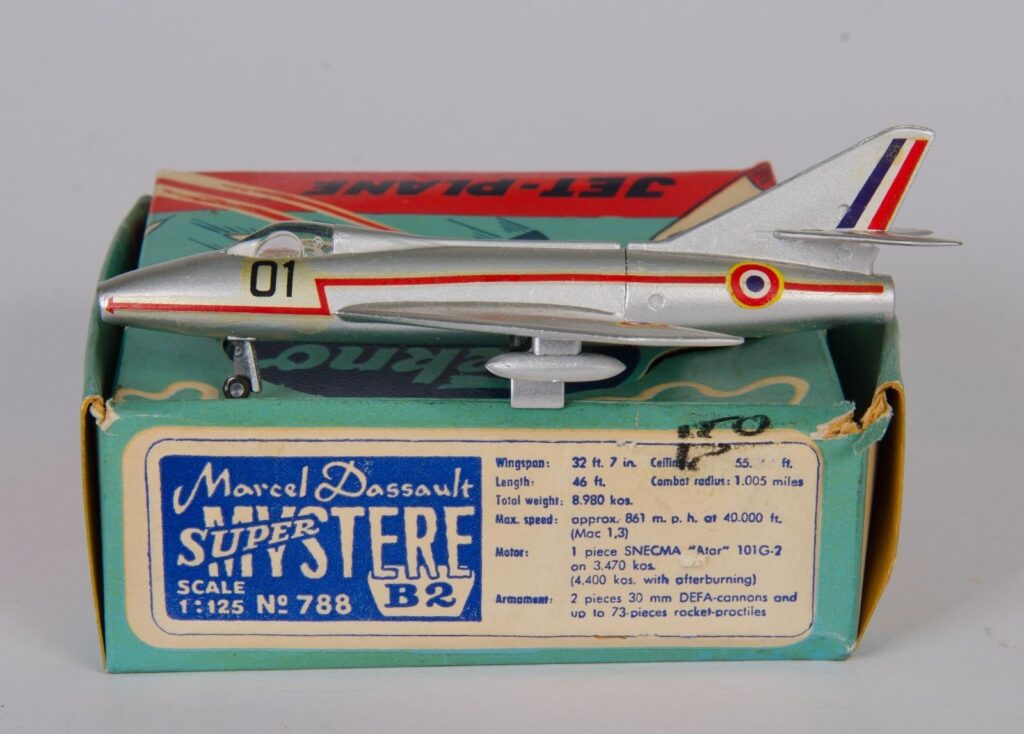 JET-PLANE
01
Tekno
Marcel Dassault
SUPER MYSTERE
B2
SCALE
1:125 Nº 788
Wingspan: 32 ft. 7 in.
Length: 46 ft.
Total weight: 8.980 kos.
55. ft.
Combat radius: 1.005 miles
Max. speed: approx. 861 m. p. h. at 40.000 ft.
(Mac 1,3)
Motor: 1 piece SNECMA "Atar" 101G-2
on 3.470 kos.
(4.400 kos. with afterburning)
Armament: 2 pieces 30 mm DEFA-cannons and
up to 73-pieces rocket-proctiles